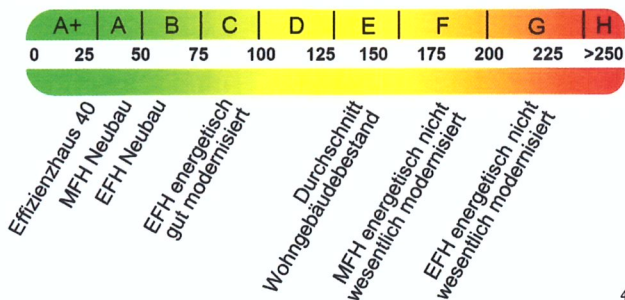 A+ A B C D E F G H
0 25 50 75 100 125 150 175 200 225 >250
Effizienzhaus 40
MFH Neubau
EFH Neubau
EFH energetisch
gut modernisiert
Durchschnitt
Wohngebäudebestand
MFH energetisch nicht
wesentlich modernisiert
EFH energetisch nicht
wesentlich modernisiert